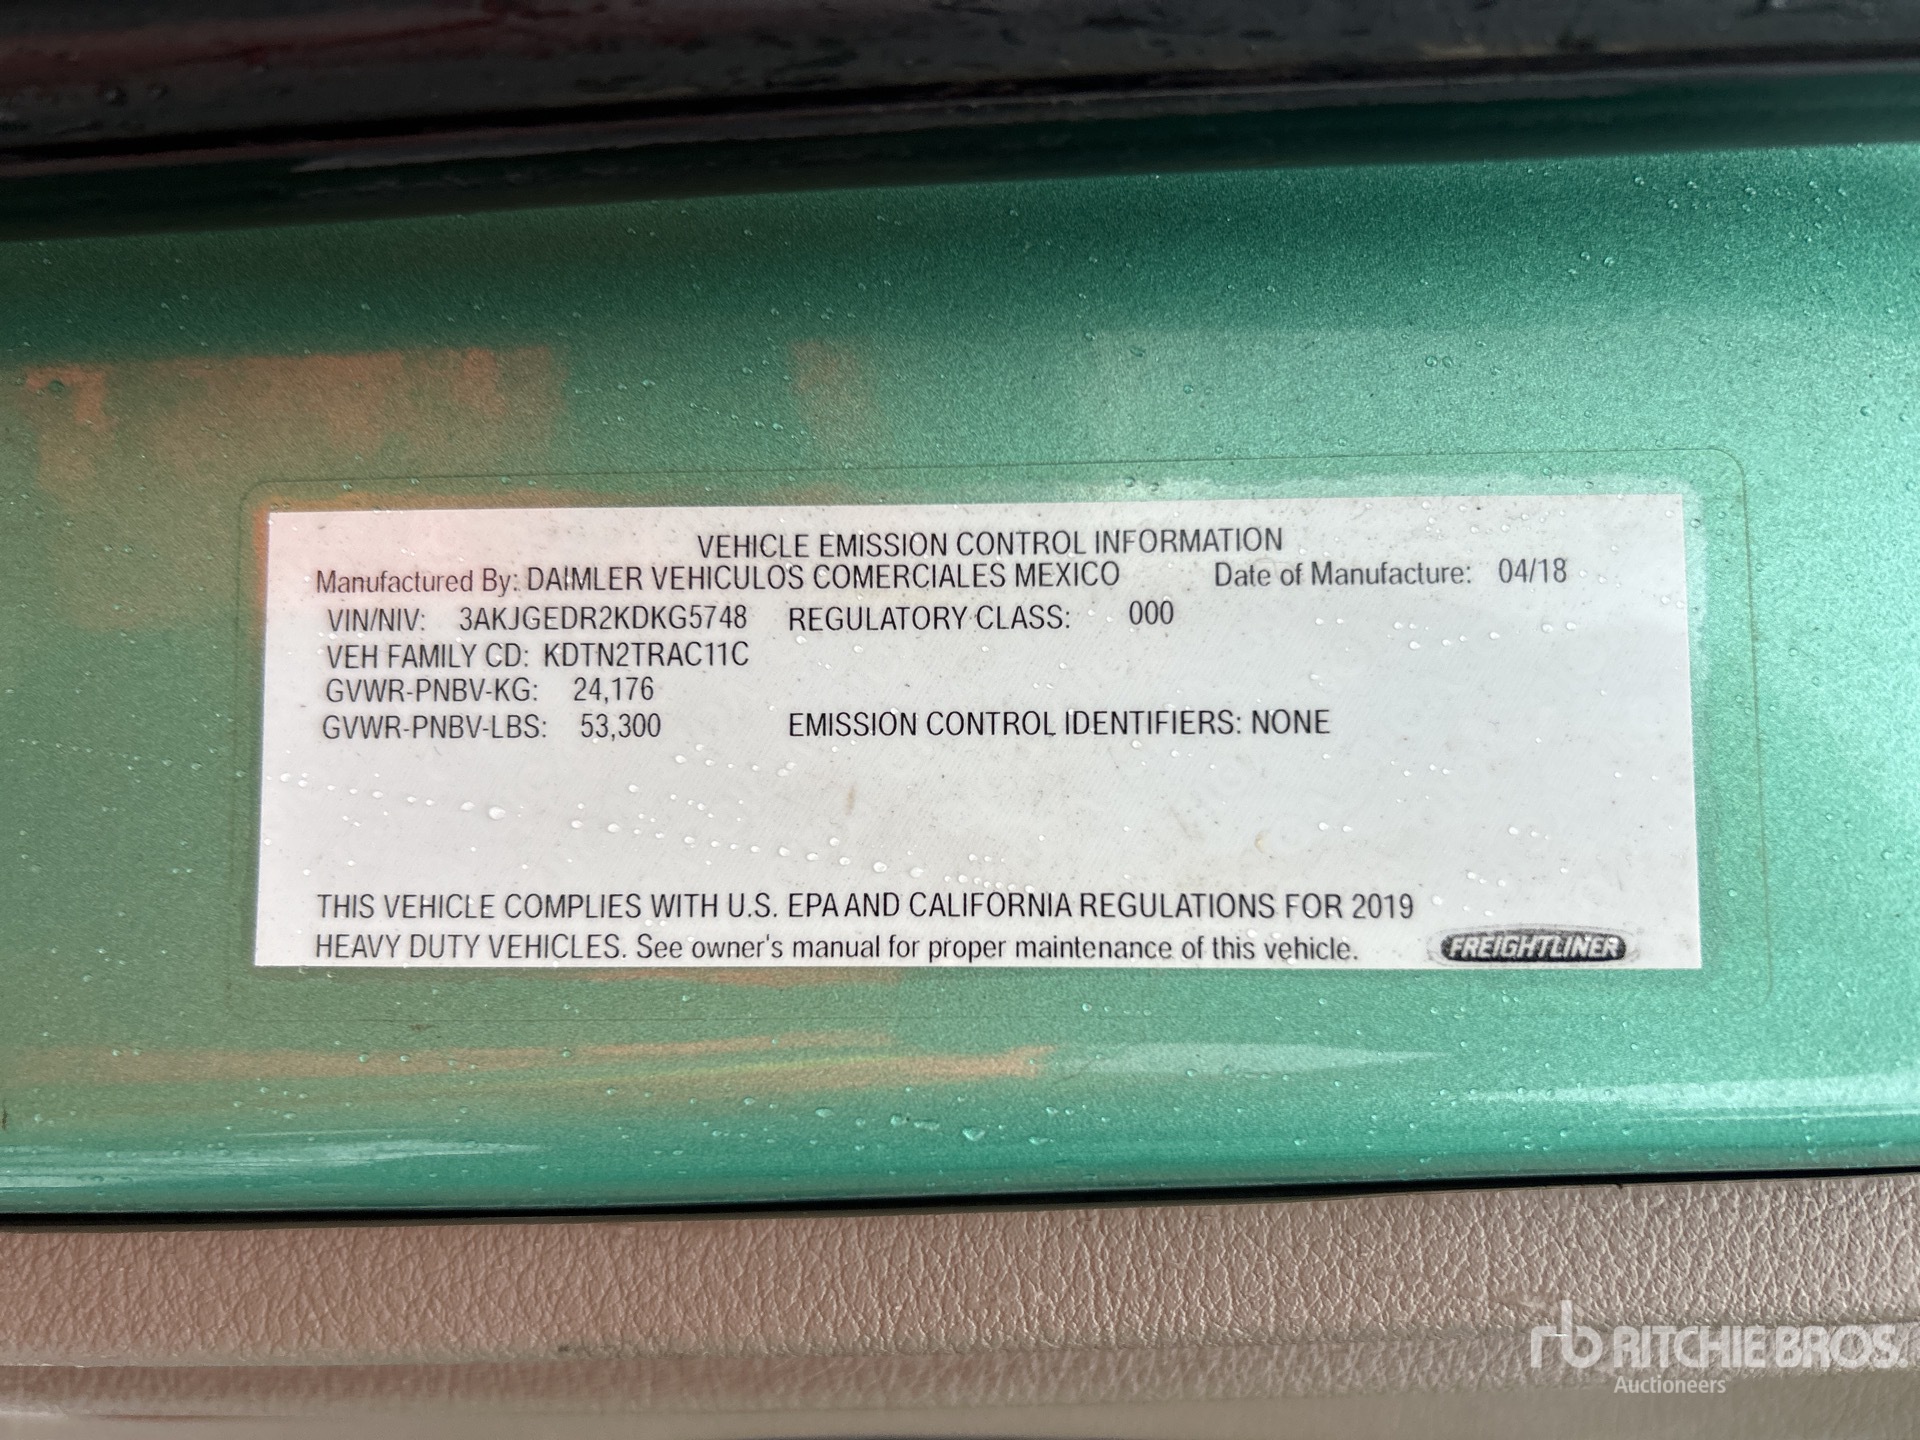 VEHICLE EMISSION CONTROL INFORMATION
Manufactured By: DAIMLER VEHICULOS COMERCIALES MEXICO Date of Manufacture: 04/18
VIN/NIV: 3AKJGEDR2KDKG5748 REGULATORY CLASS: 000
VEH FAMILY CD: KDTN2TRAC11C
GVWR-PNBV-KG: 24,176
GVWR-PNBV-LBS: 53,300 EMISSION CONTROL IDENTIFIERS: NONE
THIS VEHICLE COMPLIES WITH U.S. EPA AND CALIFORNIA REGULATIONS FOR 2019
HEAVY DUTY VEHICLES. See owner's manual for proper maintenance of this vehicle. FREIGHTLINER
rb RITCHIE BROS.
Auctioneers